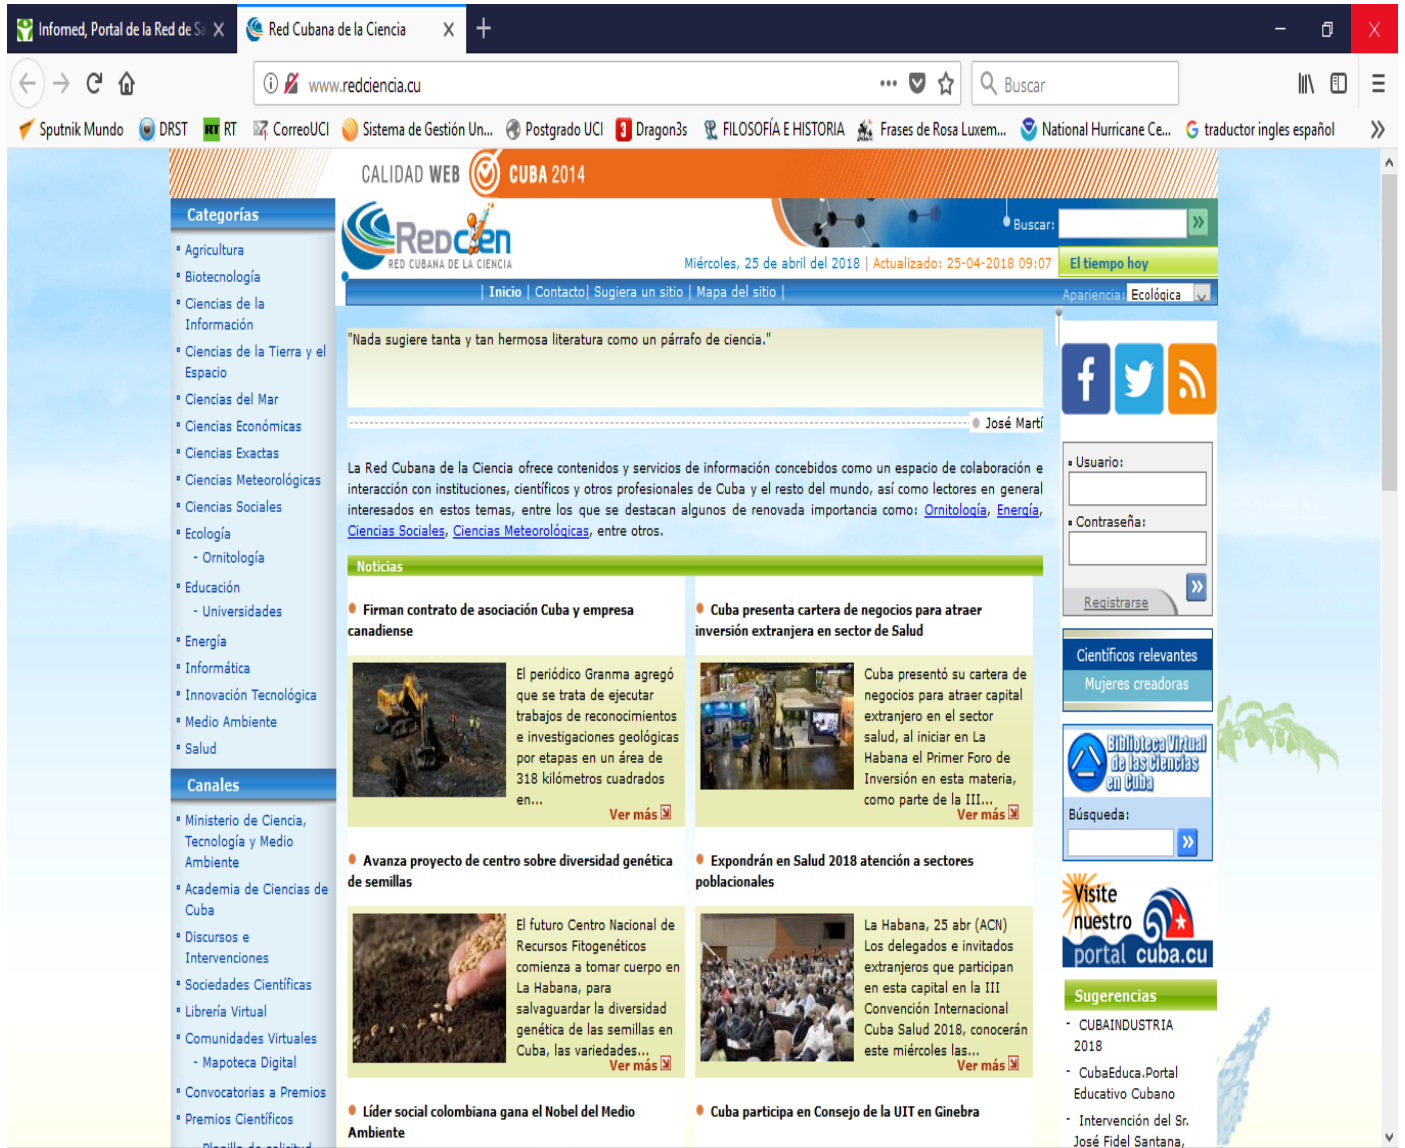 Infomed, Portal de la Red de Sa
Red Cubana de la Ciencia
www.redciencia.cu
Buscar
Sputnik Mundo
DRST
RT RT
CorreoUCI
Sistema de Gestión Un...
Postgrado UCI
3 Dragon3s
FILOSOFÍA E HISTORIA
Frases de Rosa Luxem...
National Hurricane Ce...
G traductor ingles español
CALIDAD WEB CUBA 2014
Categorías
Agricultura
Biotecnología
Ciencias de la
Información
Ciencias de la Tierra y el
Espacio
Ciencias del Mar
Ciencias Económicas
Ciencias Exactas
Ciencias Meteorológicas
Ciencias Sociales
Ecología
- Ornitología
Educación
- Universidades
Energía
Informática
Innovación Tecnológica
Medio Ambiente
Salud
Canales
Ministerio de Ciencia,
Tecnología y Medio
Ambiente
Academia de Ciencias de
Cuba
Discursos e
Intervenciones
Sociedades Científicas
Librería Virtual
Comunidades Virtuales
- Mapoteca Digital
Convocatorias a Premios
Premios Científicos
- Planilla de solicitud
REDcien
RED CUBANA DE LA CIENCIA
Miércoles, 25 de abril del 2018 | Actualizado: 25-04-2018 09:07
| Inicio | Contacto| Sugiera un sitio | Mapa del sitio |
"Nada sugiere tanta y tan hermosa literatura como un párrafo de ciencia."
José Martí
La Red Cubana de la Ciencia ofrece contenidos y servicios de información concebidos como un espacio de colaboración e
interacción con instituciones, científicos y otros profesionales de Cuba y el resto del mundo, así como lectores en general
interesados en estos temas, entre los que se destacan algunos de renovada importancia como: Ornitología, Energía,
Ciencias Sociales, Ciencias Meteorológicas, entre otros.
Noticias
Firman contrato de asociación Cuba y empresa
canadiense
El periódico Granma agregó
que se trata de ejecutar
trabajos de reconocimientos
e investigaciones geológicas
por etapas en un área de
318 kilómetros cuadrados
en...
Ver más
Cuba presenta cartera de negocios para atraer
inversión extranjera en sector de Salud
Cuba presentó su cartera de
negocios para atraer capital
extranjero en el sector
salud, al iniciar en La
Habana el Primer Foro de
Inversión en esta materia,
como parte de la III...
Ver más
Avanza proyecto de centro sobre diversidad genética
de semillas
El futuro Centro Nacional de
Recursos Fitogenéticos
comienza a tomar cuerpo en
La Habana, para
salvaguardar la diversidad
genética de las semillas en
Cuba, las variedades...
Ver más
Expondrán en Salud 2018 atención a sectores
poblacionales
La Habana, 25 abr (ACN)
Los delegados e invitados
extranjeros que participan
en esta capital en la III
Convención Internacional
Cuba Salud 2018, conocerán
este miércoles las...
Ver más
Líder social colombiana gana el Nobel del Medio
Ambiente
Cuba participa en Consejo de la UIT en Ginebra
Buscar:
El tiempo hoy
Apariencia: Ecológica
Usuario:
Contraseña:
Registrarse
Científicos relevantes
Mujeres creadoras
Biblioteca Virtual
de las Ciencias
en Cuba
Búsqueda:
Visite
nuestro
portal cuba.cu
Sugerencias
- CUBAINDUSTRIA
2018
- CubaEduca.Portal
Educativo Cubano
- Intervención del Sr.
José Fidel Santana,